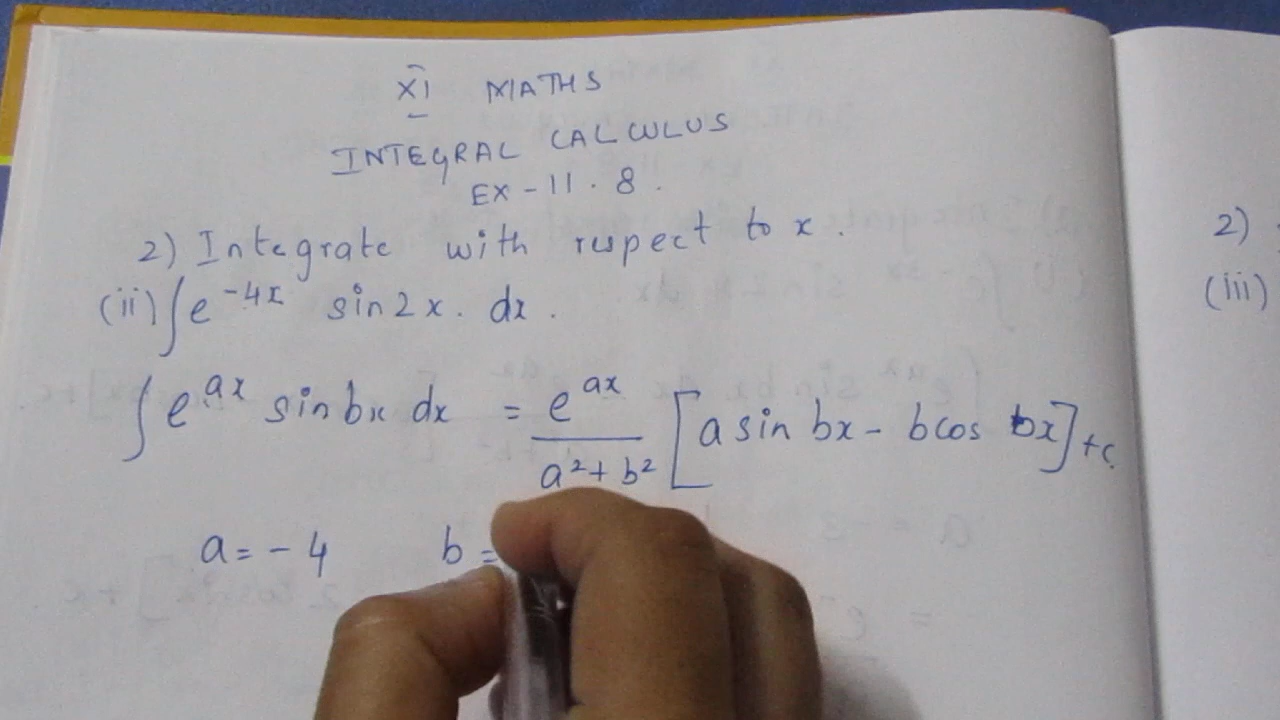 XI MATHS
INTEGRAL CALCULUS
EX - 11.8.
2) Integrate with respect to x.
(ii) ∫ e^-4x sin 2x. dx.
∫ e^ax sin bx dx = e^ax / a² + b² [a sin bx - b cos bx] + c.
a = - 4 b =
2)
(iii)